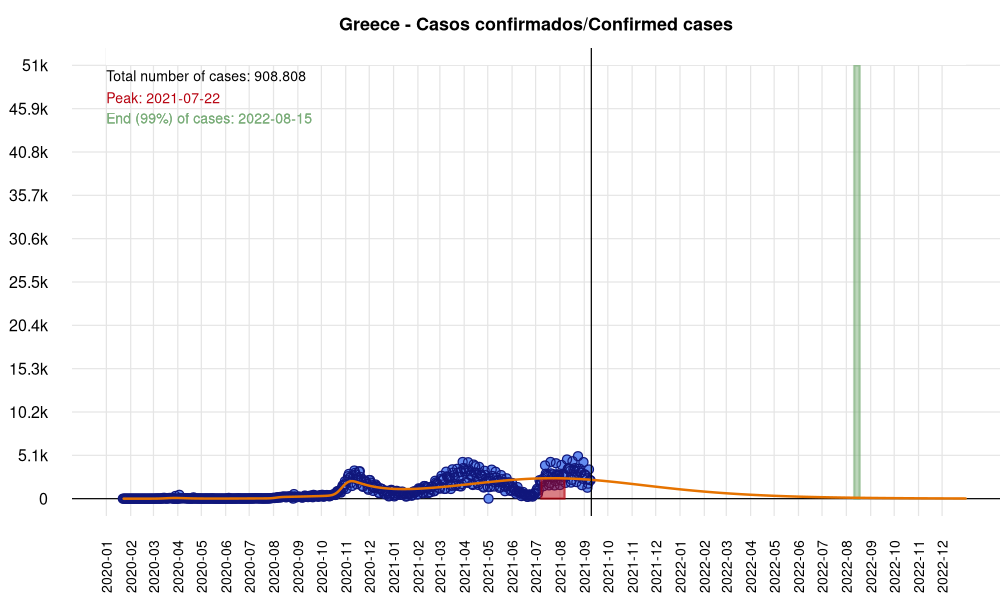 Greece - Casos confirmados/Confirmed cases
51k
Total number of cases: 908.808
Peak: 2021-07-22
45.9k
End (99%) of cases: 2022-08-15
40.8k
35.7k
30.6k
25.5k
20.4k
15.3k
10.2k
5.1k
0
2020-01
2020-02
2020-03
2020-04
2020-05
2020-06
2020-07
2020-08
2020-09
2020-10
2020-11
2020-12
2021-01
2021-02
2021-03
2021-04
2021-05
2021-06
2021-07
2021-08
2021-09
2021-10
2021-11
2021-12
2022-01
2022-02
2022-03
2022-04
2022-05
2022-06
2022-07
2022-08
2022-09
2022-10
2022-11
2022-12